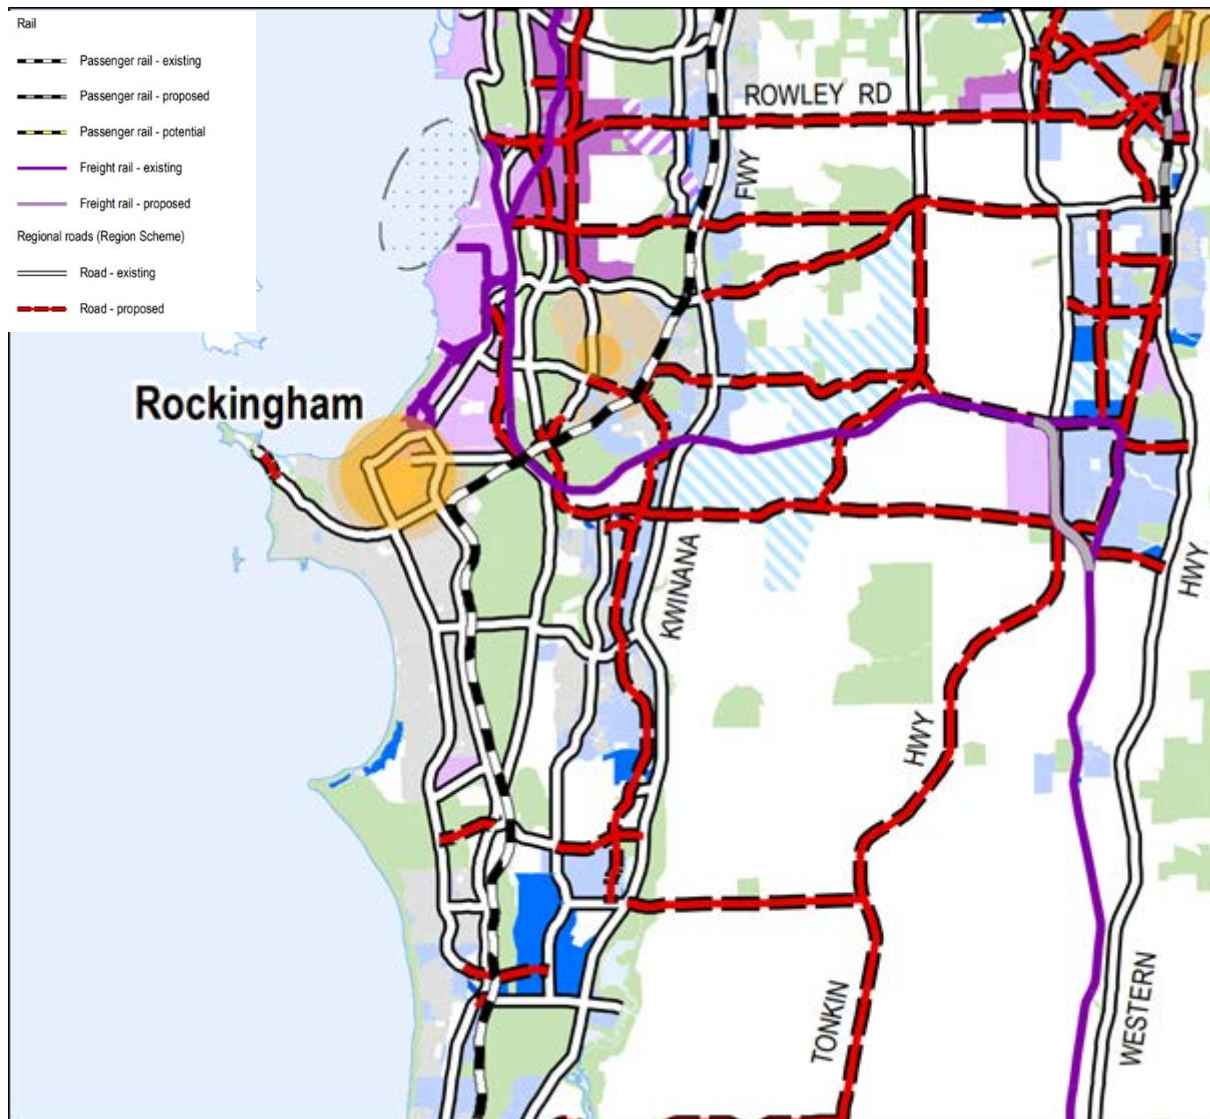 Rail
Passenger rail - existing
Passenger rail - proposed
Passenger rail - potential
Freight rail - existing
Freight rail - proposed
Regional roads (Region Scheme)
Road - existing
Road - proposed
ROWLEY RD
FWY
Rockingham
KWINANA
HWY
HWY
TONKIN
WESTERN